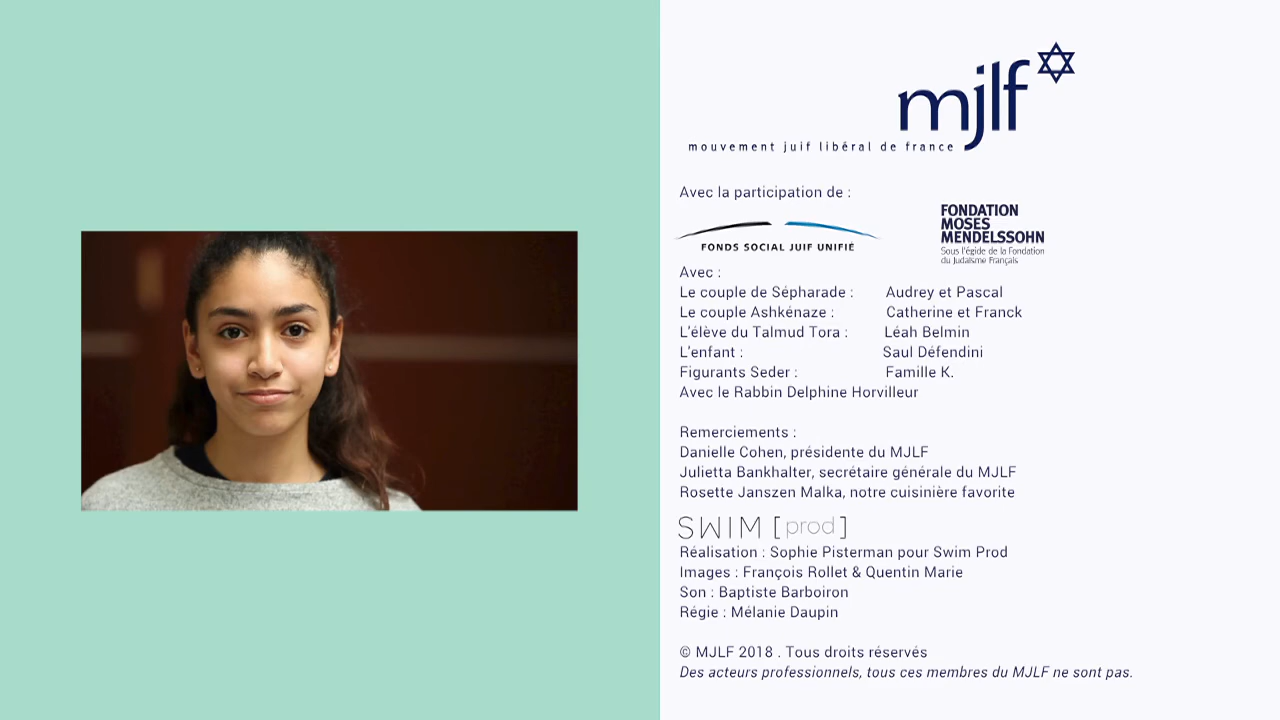 mjlf
mouvement juif libéral de france
Avec la participation de :
FONDS SOCIAL JUIF UNIFIÉ
FONDATION
MOSES
MENDELSSOHN
Sous l'égide de la Fondation
du Judaïsme Français
Avec :
Le couple de Sépharade : Audrey et Pascal
Le couple Ashkénaze : Catherine et Franck
L'élève du Talmud Tora : Léah Belmin
L'enfant : Saul Défendini
Figurants Seder : Famille K.
Avec le Rabbin Delphine Horvilleur
Remerciements :
Danielle Cohen, présidente du MJLF
Julietta Bankhalter, secrétaire générale du MJLF
Rosette Janszen Malka, notre cuisinière favorite
SWIM [prod]
Réalisation : Sophie Pisterman pour Swim Prod
Images : François Rollet & Quentin Marie
Son : Baptiste Barboiron
Régie : Mélanie Daupin
© MJLF 2018 . Tous droits réservés
Des acteurs professionnels, tous ces membres du MJLF ne sont pas.